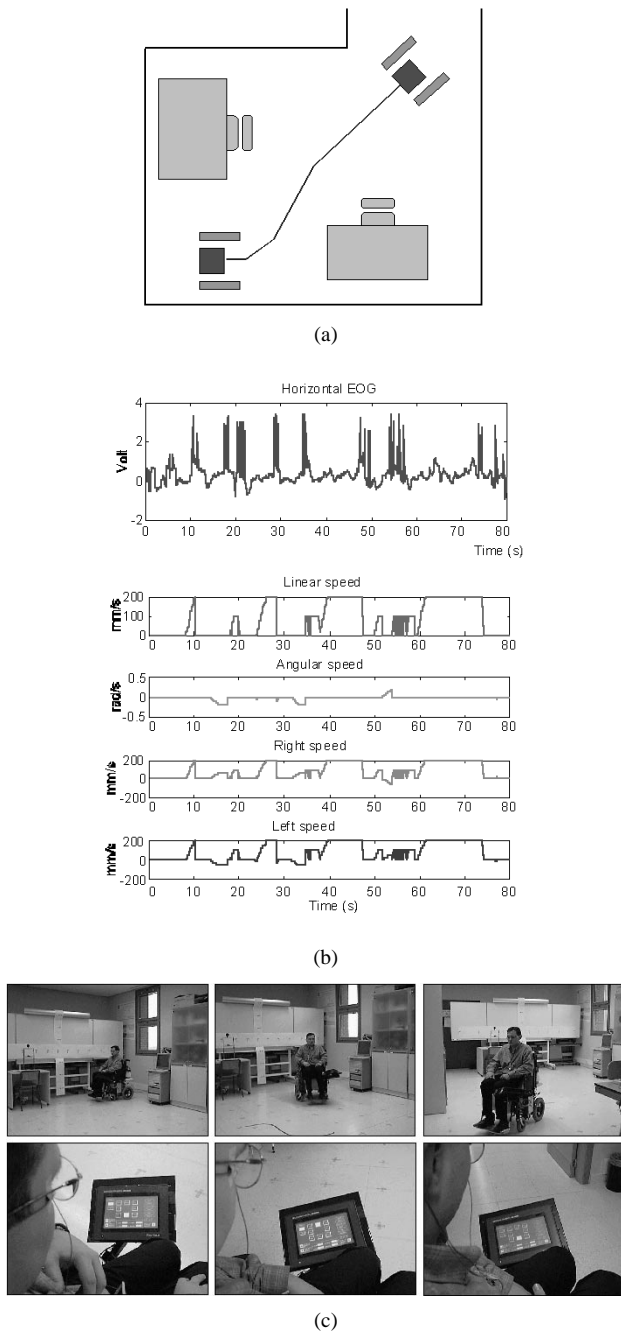 (a)
Horizontal EOG
4
2
0
-2
Volt
0 10 20 30 40 50 60 70 80
Time (s)
Linear speed
200
100
0
mm/s
0 10 20 30 40 50 60 70 80
Angular speed
0.5
0
-0.5
rad/s
0 10 20 30 40 50 60 70 80
Right speed
200
0
-200
mm/s
0 10 20 30 40 50 60 70 80
Left speed
200
0
-200
mm/s
0 10 20 30 40 50 60 70 80
Time (s)
(b)
(c)